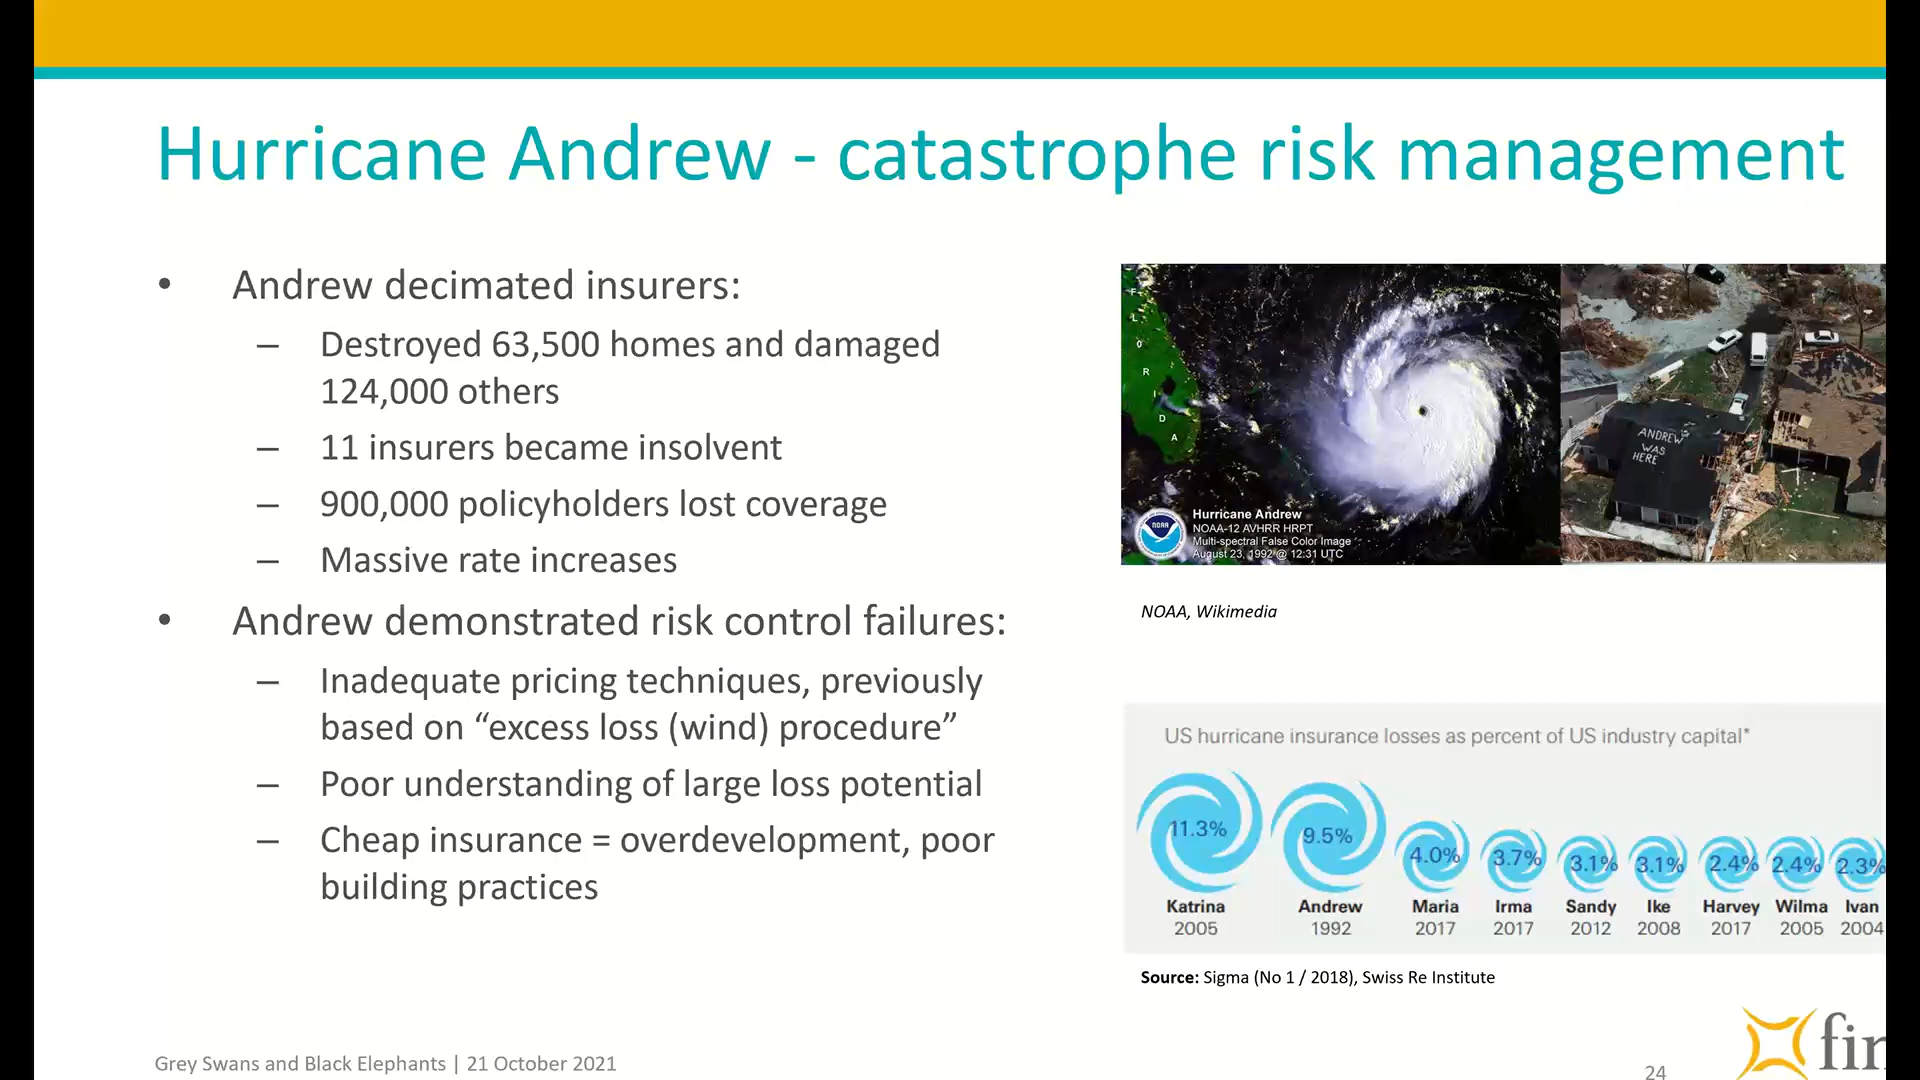 Hurricane Andrew - catastrophe risk management
• Andrew decimated insurers:
– Destroyed 63,500 homes and damaged
124,000 others
– 11 insurers became insolvent
– 900,000 policyholders lost coverage
– Massive rate increases
• Andrew demonstrated risk control failures:
– Inadequate pricing techniques, previously
based on “excess loss (wind) procedure”
– Poor understanding of large loss potential
– Cheap insurance = overdevelopment, poor
building practices
F
L
O
R
I
D
A
NOAA
Hurricane Andrew
NOAA-12 AVHRR HRPT
Multi-spectral False Color Image
August 23, 1992 @ 12:31 UTC
ANDREW
WAS
HERE
NOAA, Wikimedia
US hurricane insurance losses as percent of US industry capital*
11.3% 9.5% 4.0% 3.7% 3.1% 3.1% 2.4% 2.4% 2.3%
Katrina Andrew Maria Irma Sandy Ike Harvey Wilma Ivan
2005 1992 2017 2017 2012 2008 2017 2005 2004
Source: Sigma (No 1 / 2018), Swiss Re Institute
Grey Swans and Black Elephants | 21 October 2021
24